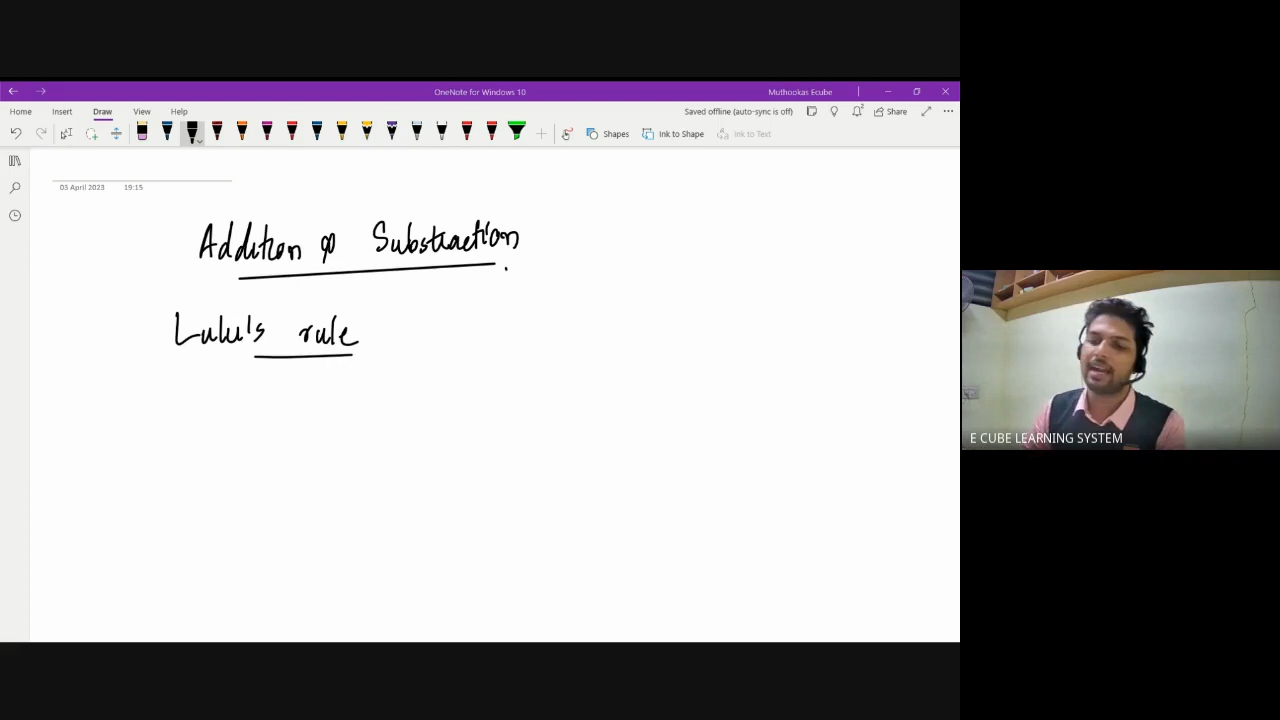 OneNote for Windows 10
Muthookas Ecube
Home Insert Draw View Help
Saved offline (auto-sync is off)
Share
Shapes
Ink to Shape
Ink to Text
03 April 2023 19:15
Addition & Substraction
Lulu's rule
E CUBE LEARNING SYSTEM